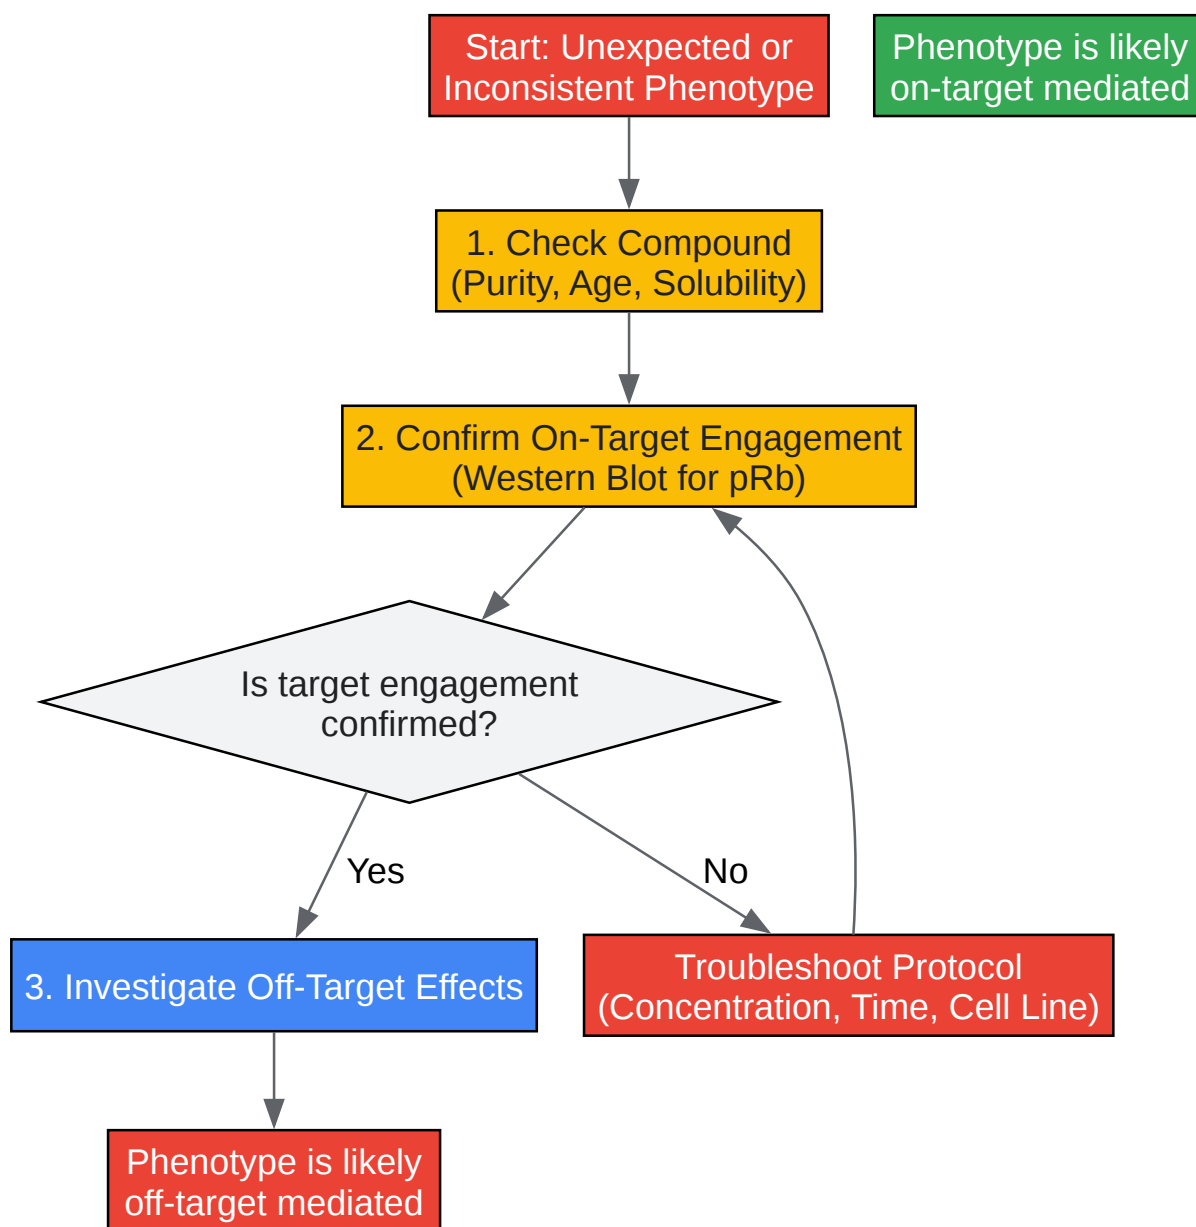 Start: Unexpected or
Inconsistent Phenotype
Phenotype is likely
on-target mediated
1. Check Compound
(Purity, Age, Solubility)
2. Confirm On-Target Engagement
(Western Blot for pRb)
Is target engagement
confirmed?
Yes
No
3. Investigate Off-Target Effects
Troubleshoot Protocol
(Concentration, Time, Cell Line)
Phenotype is likely
off-target mediated